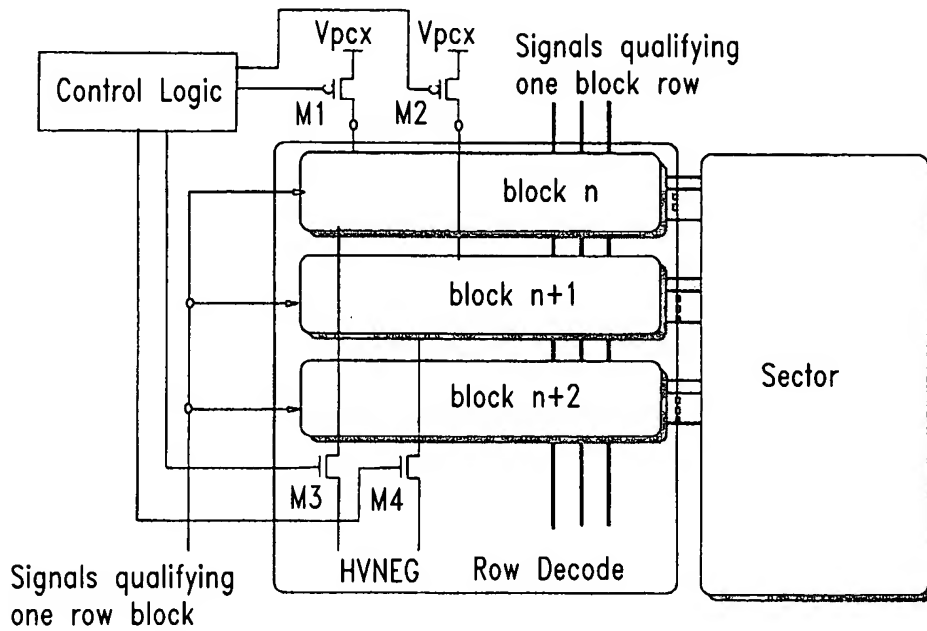 Vpcx Vpcx
Signals qualifying
one block row
Control Logic
M1 M2
block n
block n+1
block n+2
Sector
M3 M4
HVNEG Row Decode
Signals qualifying
one row block